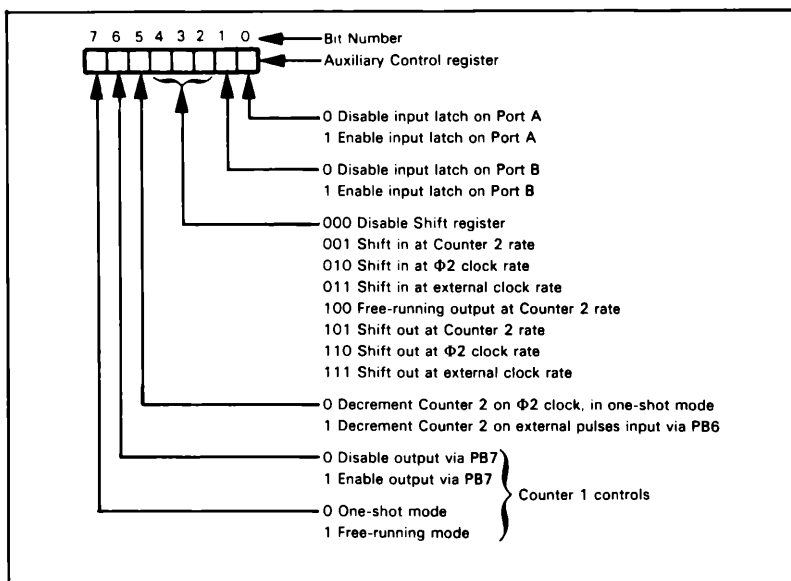 7 6 5 4 3 2 1 0 Bit Number
Auxiliary Control register
0 Disable input latch on Port A
1 Enable input latch on Port A
0 Disable input latch on Port B
1 Enable input latch on Port B
000 Disable Shift register
001 Shift in at Counter 2 rate
010 Shift in at Φ2 clock rate
011 Shift in at external clock rate
100 Free-running output at Counter 2 rate
101 Shift out at Counter 2 rate
110 Shift out at Φ2 clock rate
111 Shift out at external clock rate
0 Decrement Counter 2 on Φ2 clock, in one-shot mode
1 Decrement Counter 2 on external pulses input via PB6
0 Disable output via PB7
1 Enable output via PB7
Counter 1 controls
0 One-shot mode
1 Free-running mode